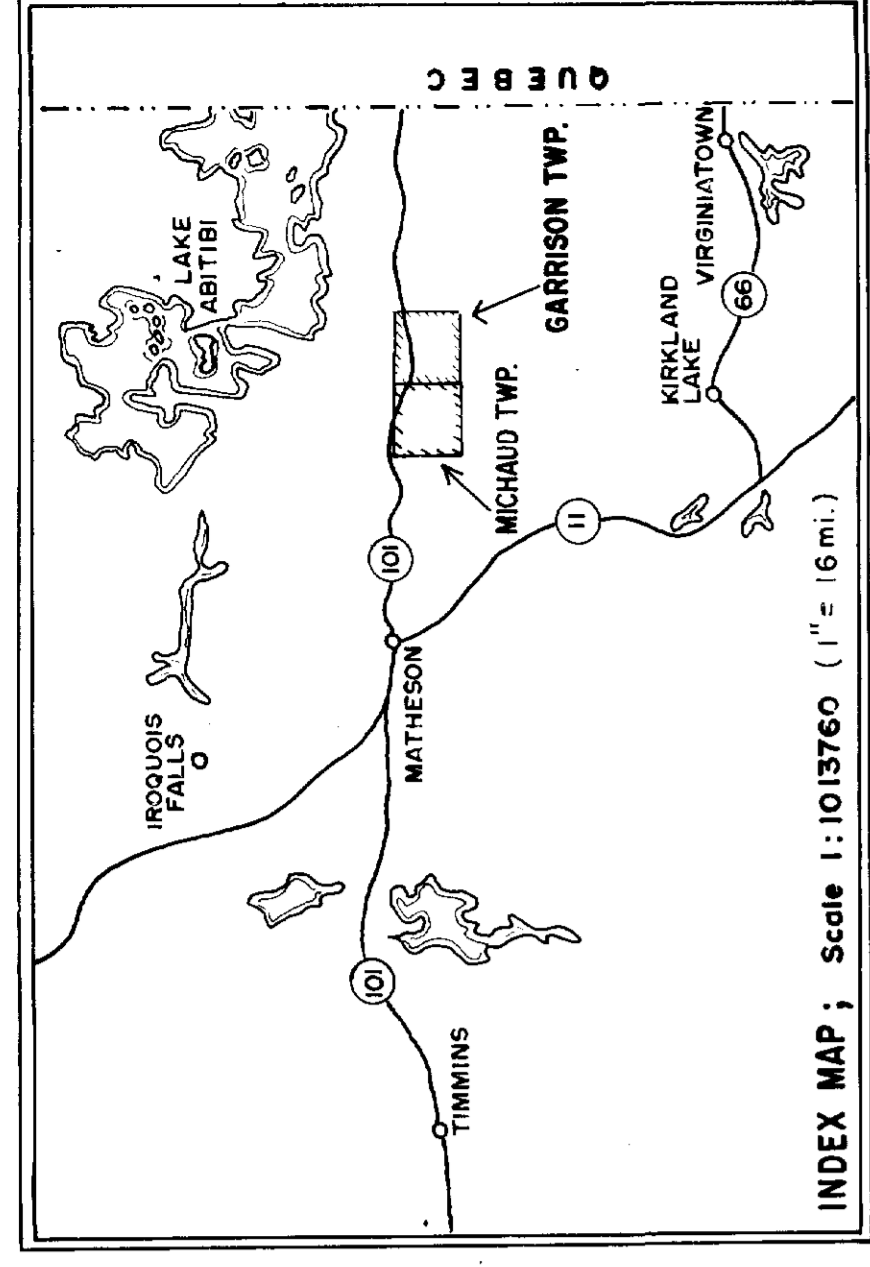 IROQUOIS
FALLS
LAKE
ABITIBI
QUEBEC
101
101
MATHESON
TIMMINS
MICHAUD TWP.
GARRISON TWP.
11
KIRKLAND
LAKE
VIRGINIATOWN
66
INDEX MAP; Scale 1:1013760 (1" = 16 mi.)